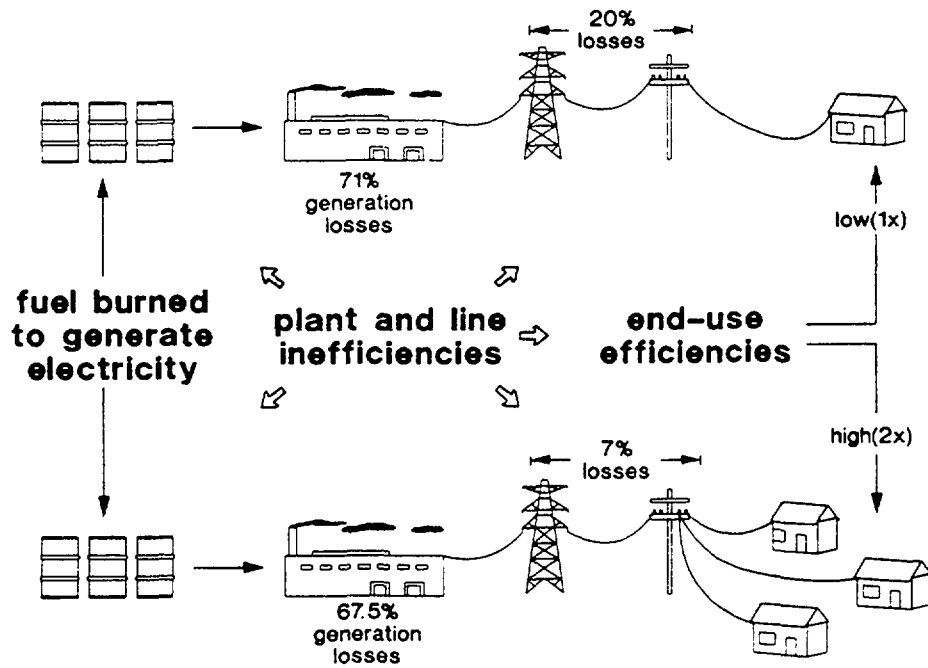 20%
losses
71%
generation
losses
low(1x)
fuel burned
to generate
electricity
plant and line
inefficiencies
end-use
efficiencies
high(2x)
7%
losses
67.5%
generation
losses